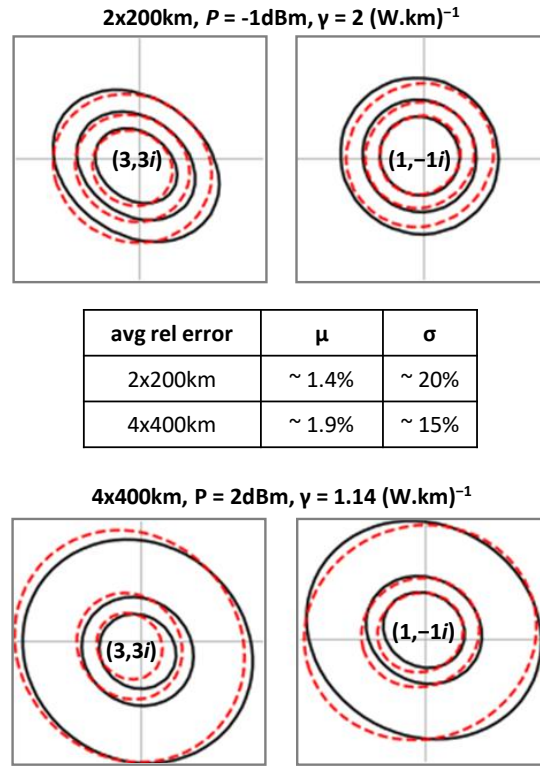 2x200km, P = -1dBm, γ = 2 (W.km)⁻¹
(3,3i) (1,−1i)
avg rel error μ σ
2x200km ~ 1.4% ~ 20%
4x400km ~ 1.9% ~ 15%
4x400km, P = 2dBm, γ = 1.14 (W.km)⁻¹
(3,3i) (1,−1i)